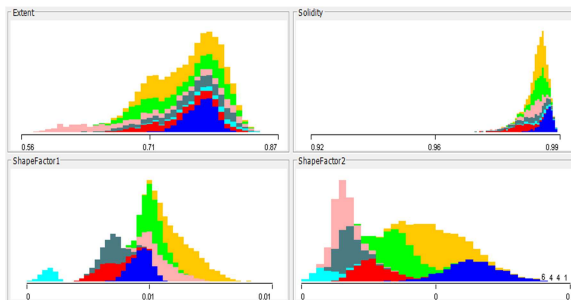 Extent
Solidity
0.56 0.71 0.87
0.92 0.96 0.99
ShapeFactor1
ShapeFactor2
6 4 4 1
0 0.01 0.01
0 0 0